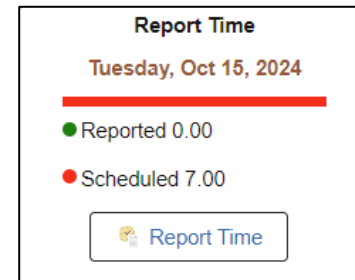 Report Time
Tuesday, Oct 15, 2024
Reported 0.00
Scheduled 7.00
Report Time